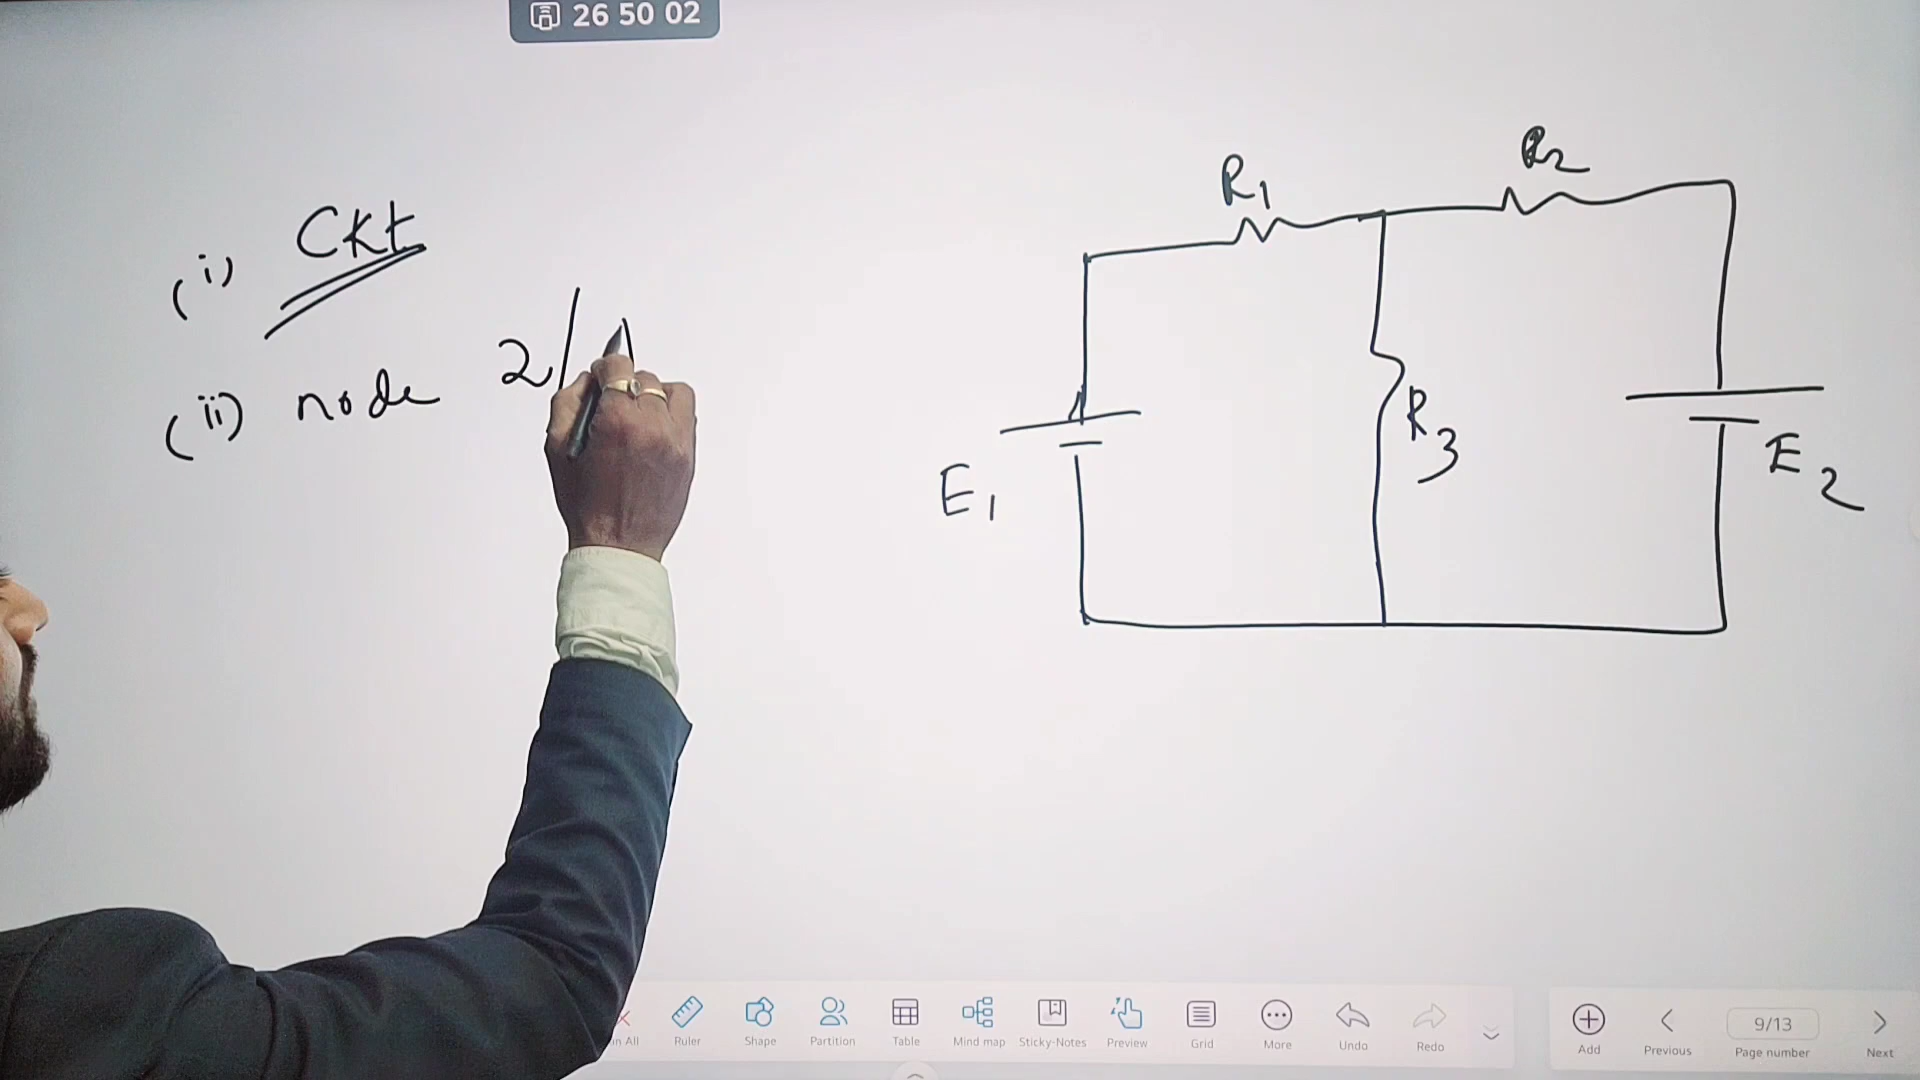 26 50 02
(i) Ckt
(ii) node 2/
R1
R2
R3
E1
E2
Ruler
Shape
Partition
Table
Mind map
Sticky-Notes
Preview
Grid
More
Undo
Redo
Add
Previous
9/13
Page number
Next